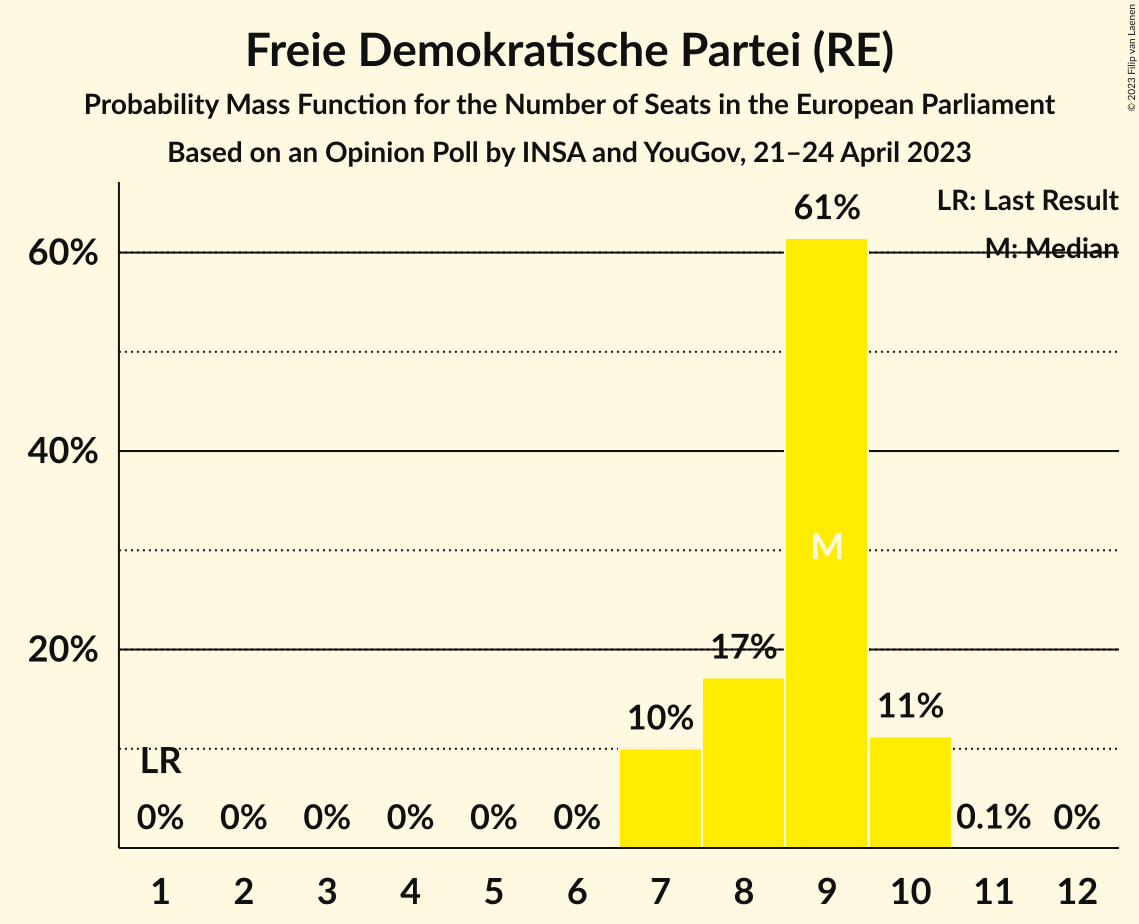 Freie Demokratische Partei (RE)
Probability Mass Function for the Number of Seats in the European Parliament
Based on an Opinion Poll by INSA and YouGov, 21–24 April 2023
© 2023 Filip van Laenen
LR: Last Result
M: Median
60%
40%
20%
61%
M
17%
10%
11%
LR
0%
0%
0%
0%
0%
0%
0.1%
0%
1 2 3 4 5 6 7 8 9 10 11 12